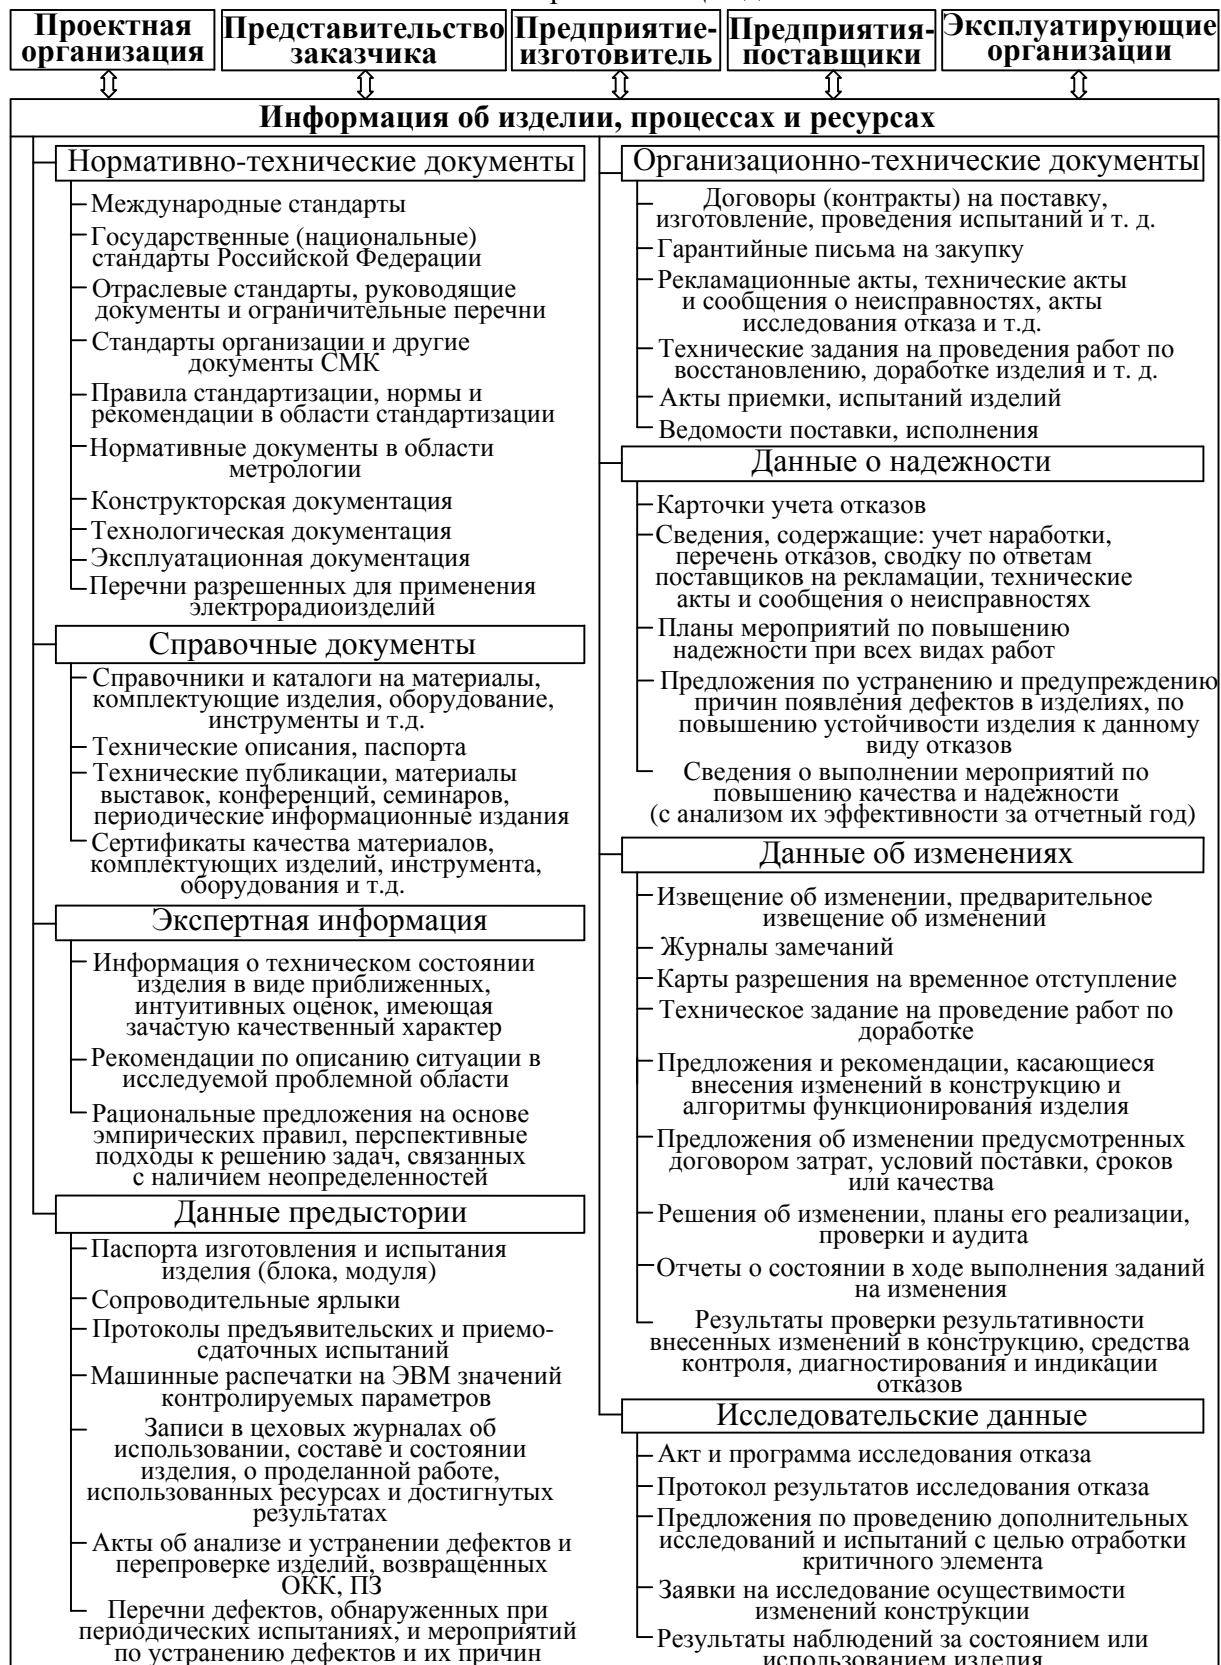 Проектная
организация
Представительство
заказчика
Предприятие-
изготовитель
Предприятия-
поставщики
Эксплуатирующие
организации
Информация об изделии, процессах и ресурсах
Нормативно-технические документы
Международные стандарты
Государственные (национальные)
стандарты Российской Федерации
Отраслевые стандарты, руководящие
документы и ограничительные перечни
Стандарты организации и другие
документы СМК
Правила стандартизации, нормы и
рекомендации в области стандартизации
Нормативные документы в области
метрологии
Конструкторская документация
Технологическая документация
Эксплуатационная документация
Перечни разрешенных для применения
электрорадиоизделий
Справочные документы
Справочники и каталоги на материалы,
комплектующие изделия, оборудование,
инструменты и т.д.
Технические описания, паспорта
Технические публикации, материалы
выставок, конференций, семинаров,
периодические информационные издания
Сертификаты качества материалов,
комплектующих изделий, инструмента,
оборудования и т.д.
Экспертная информация
Информация о техническом состоянии
изделия в виде приближенных,
интуитивных оценок, имеющая
зачастую качественный характер
Рекомендации по описанию ситуации в
исследуемой проблемной области
Рациональные предложения на основе
эмпирических правил, перспективные
подходы к решению задач, связанных
с наличием неопределенностей
Данные предыстории
Паспорта изготовления и испытания
изделия (блока, модуля)
Сопроводительные ярлыки
Протоколы предъявительских и приемо-
сдаточных испытаний
Машинные распечатки на ЭВМ значений
контролируемых параметров
Записи в цеховых журналах об
использовании, составе и состоянии
изделия, о проделанной работе,
использованных ресурсах и достигнутых
результатах
Акты об анализе и устранении дефектов и
перепроверке изделий, возвращенных
ОКК, ПЗ
Перечни дефектов, обнаруженных при
периодических испытаниях, и мероприятий
по устранению дефектов и их причин
Организационно-технические документы
Договоры (контракты) на поставку,
изготовление, проведения испытаний и т. д.
Гарантийные письма на закупку
Рекламационные акты, технические акты
и сообщения о неисправностях, акты
исследования отказа и т.д.
Технические задания на проведения работ по
восстановлению, доработке изделия и т. д.
Акты приемки, испытаний изделий
Ведомости поставки, исполнения
Данные о надежности
Карточки учета отказов
Сведения, содержащие: учет наработки,
перечень отказов, сводку по ответам
поставщиков на рекламации, технические
акты и сообщения о неисправностях
Планы мероприятий по повышению
надежности при всех видах работ
Предложения по устранению и предупреждению
причин появления дефектов в изделиях, по
повышению устойчивости изделия к данному
виду отказов
Сведения о выполнении мероприятий по
повышению качества и надежности
(с анализом их эффективности за отчетный год)
Данные об изменениях
Извещение об изменении, предварительное
извещение об изменений
Журналы замечаний
Карты разрешения на временное отступление
Техническое задание на проведение работ по
доработке
Предложения и рекомендации, касающиеся
внесения изменений в конструкцию и
алгоритмы функционирования изделия
Предложения об изменении предусмотренных
договором затрат, условий поставки, сроков
или качества
Решения об изменении, планы его реализации,
проверки и аудита
Отчеты о состоянии в ходе выполнения заданий
на изменения
Результаты проверки результативности
внесенных изменений в конструкцию, средства
контроля, диагностирования и индикации
отказов
Исследовательские данные
Акт и программа исследования отказа
Протокол результатов исследования отказа
Предложения по проведению дополнительных
исследований и испытаний с целью отработки
критичного элемента
Заявки на исследование осуществимости
изменений конструкции
Результаты наблюдений за состоянием или
использованием изделия